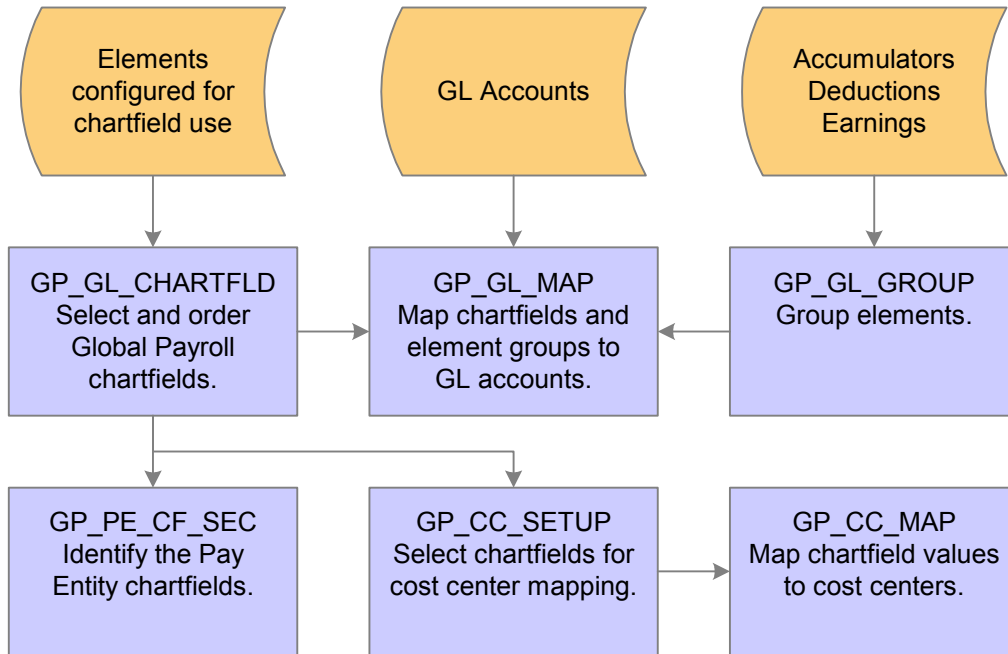 Elements
configured for
chartfield use
GL Accounts
Accumulators
Deductions
Earnings
GP_GL_CHARTFLD
Select and order
Global Payroll
chartfields.
GP_GL_MAP
Map chartfields and
element groups to
GL accounts.
GP_GL_GROUP
Group elements.
GP_PE_CF_SEC
Identify the Pay
Entity chartfields.
GP_CC_SETUP
Select chartfields for
cost center mapping.
GP_CC_MAP
Map chartfield values
to cost centers.